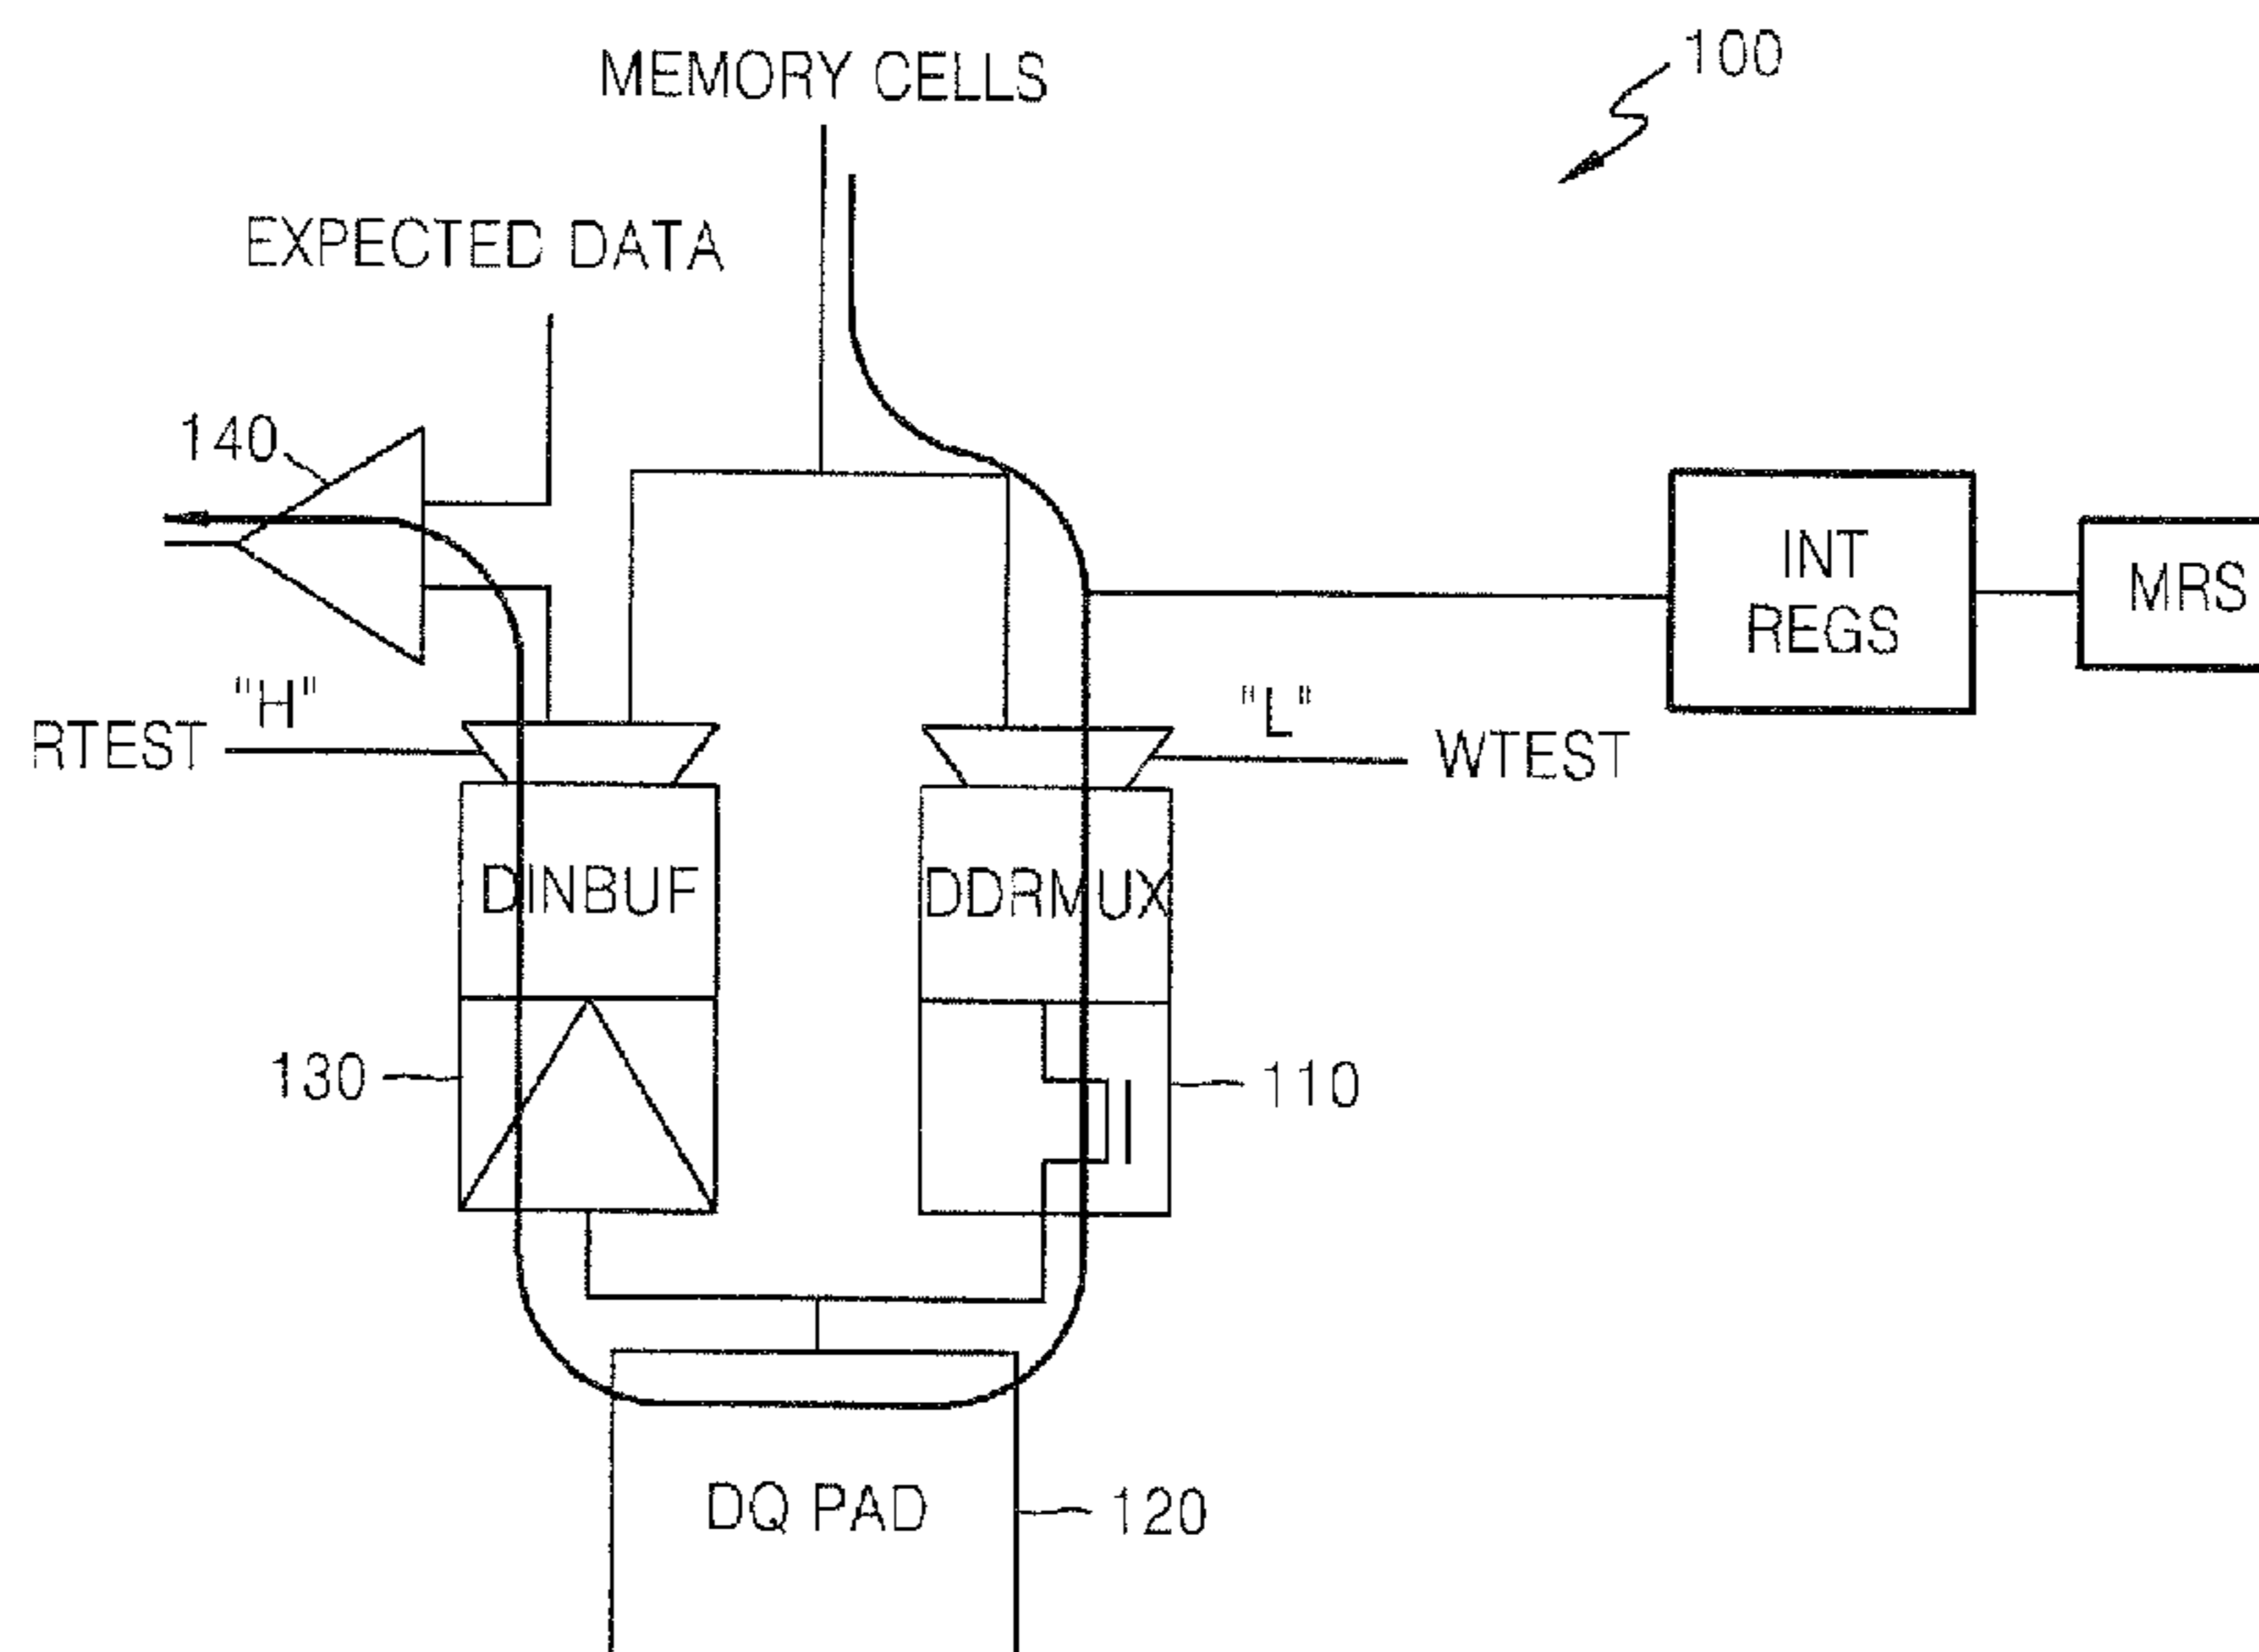 100
MEMORY CELLS
EXPECTED DATA
140
INT
REGS
MRS
"H"
RTEST
"L"
WTEST
DINBUF
DDRMUX
130
110
DQ PAD
120